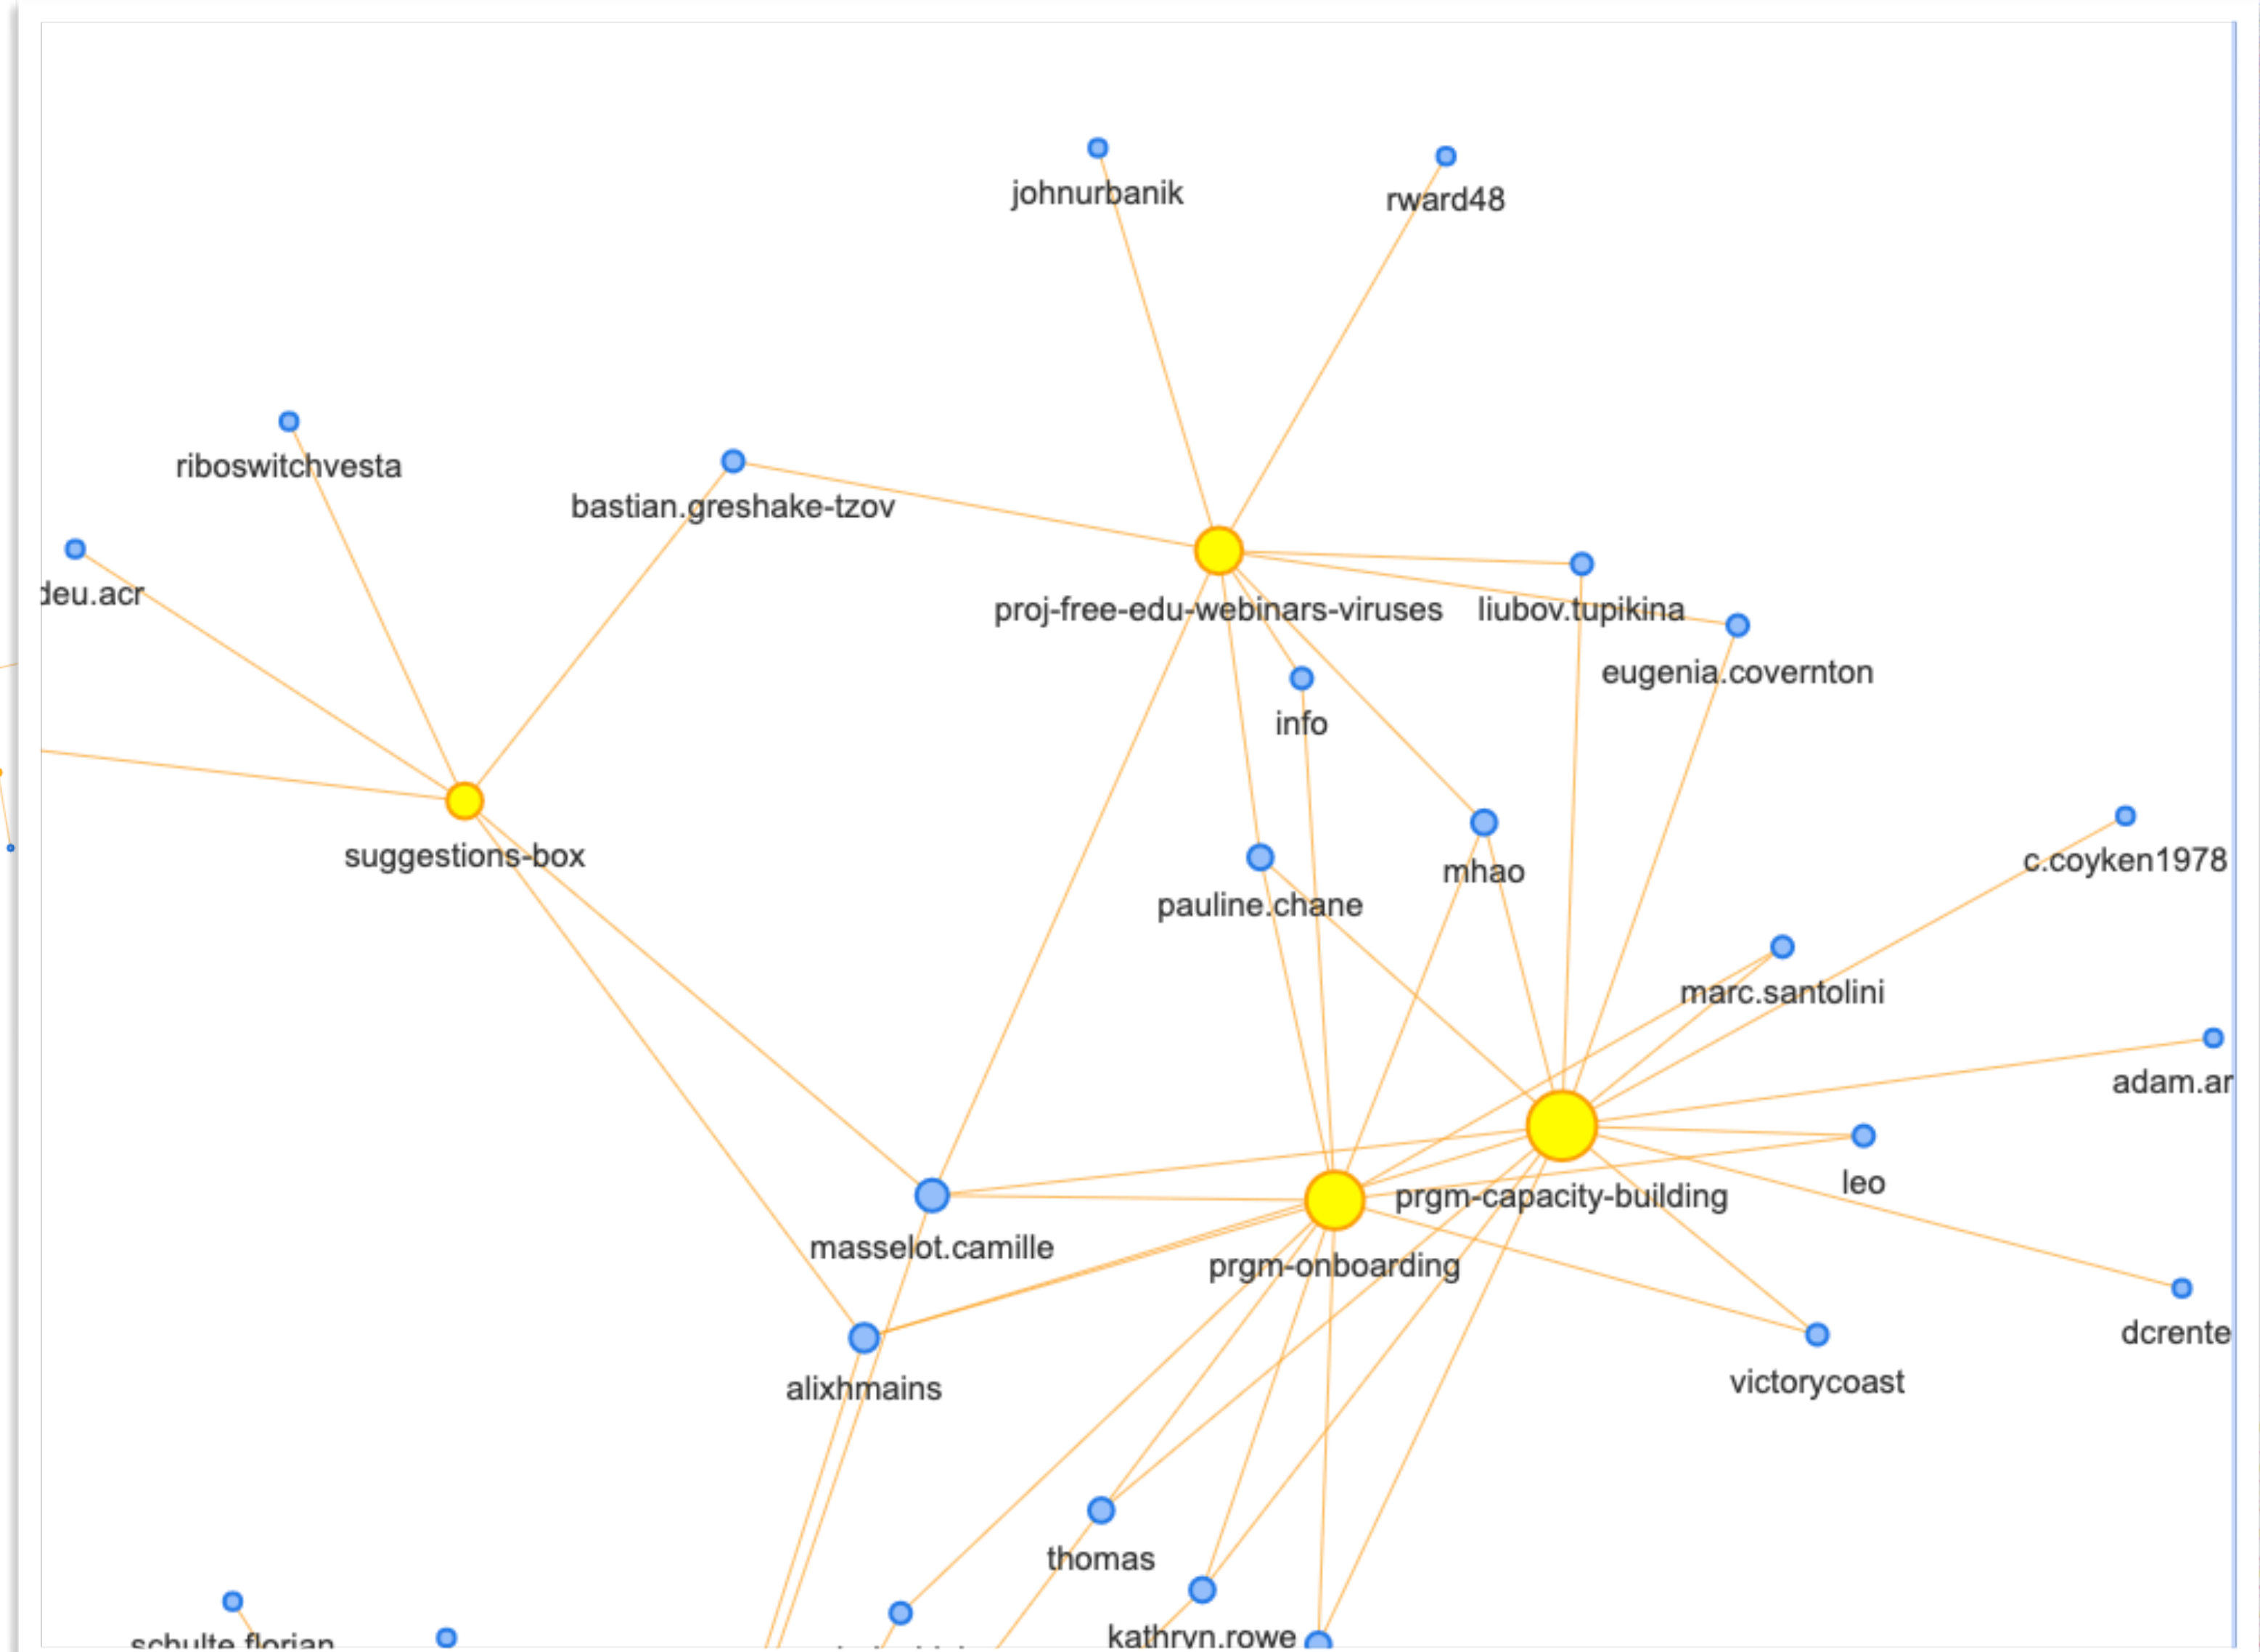 johnurbanik
rward48
riboswitchvesta
bastian.greshake-tzov
deu.acr
proj-free-edu-webinars-viruses
liubov.tupikina
eugenia.covernton
info
suggestions-box
mhao
c.coyken1978
pauline.chane
marc.santolini
adam.ar
leo
prgm-capacity-building
masselot.camille
prgm-onboarding
dcrente
victorycoast
alixhmains
thomas
kathryn.rowe
schulte.florian